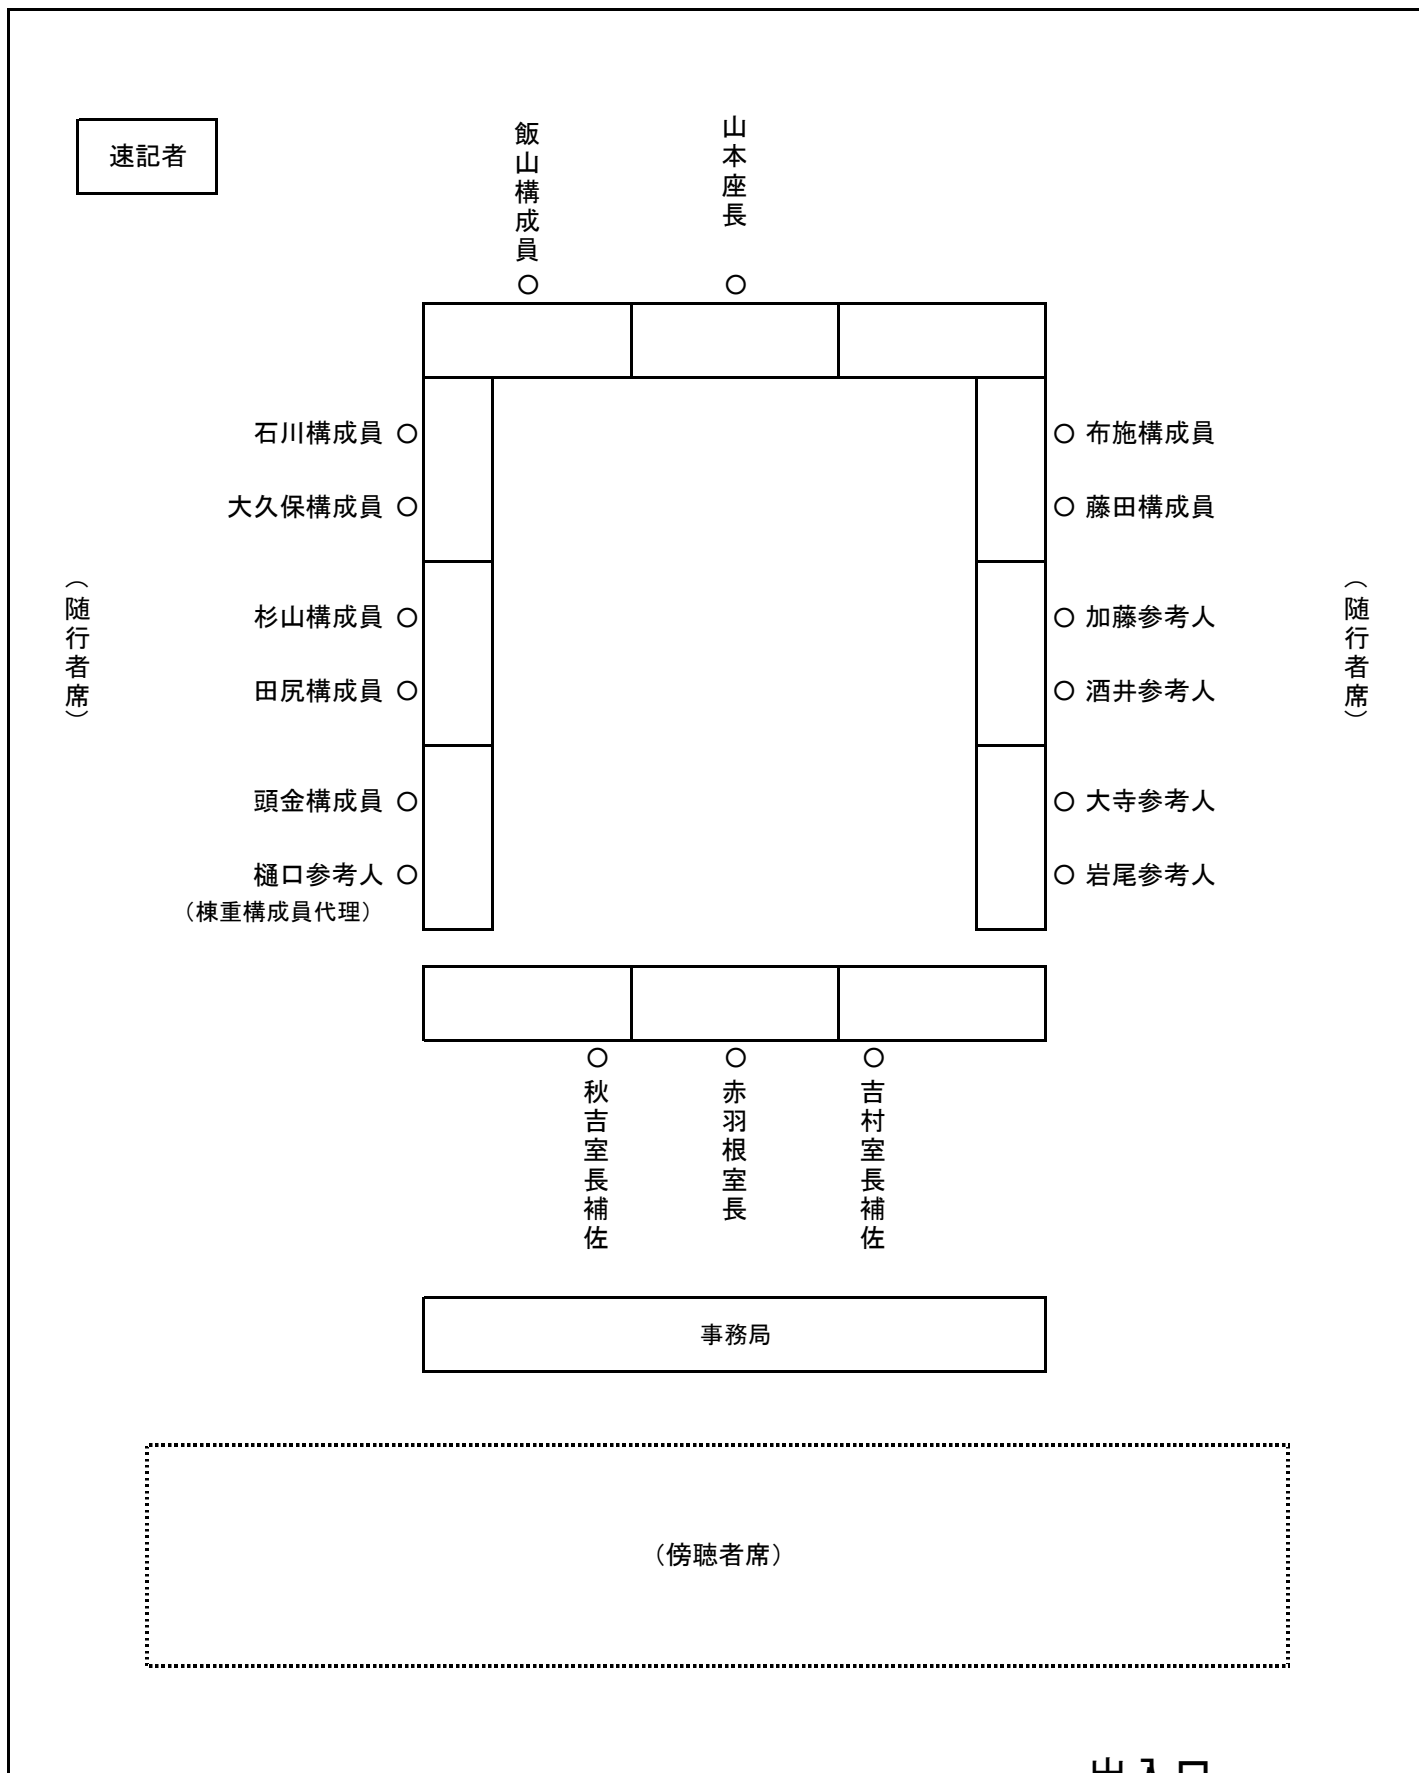 速記者
飯山構成員
山本座長
石川構成員
布施構成員
大久保構成員
藤田構成員
（随行者席）
（随行者席）
杉山構成員
加藤参考人
田尻構成員
酒井参考人
頭金構成員
大寺参考人
樋口参考人
岩尾参考人
（棟重構成員代理）
秋吉室長補佐
赤羽根室長
吉村室長補佐
事務局
（傍聴者席）
出入口